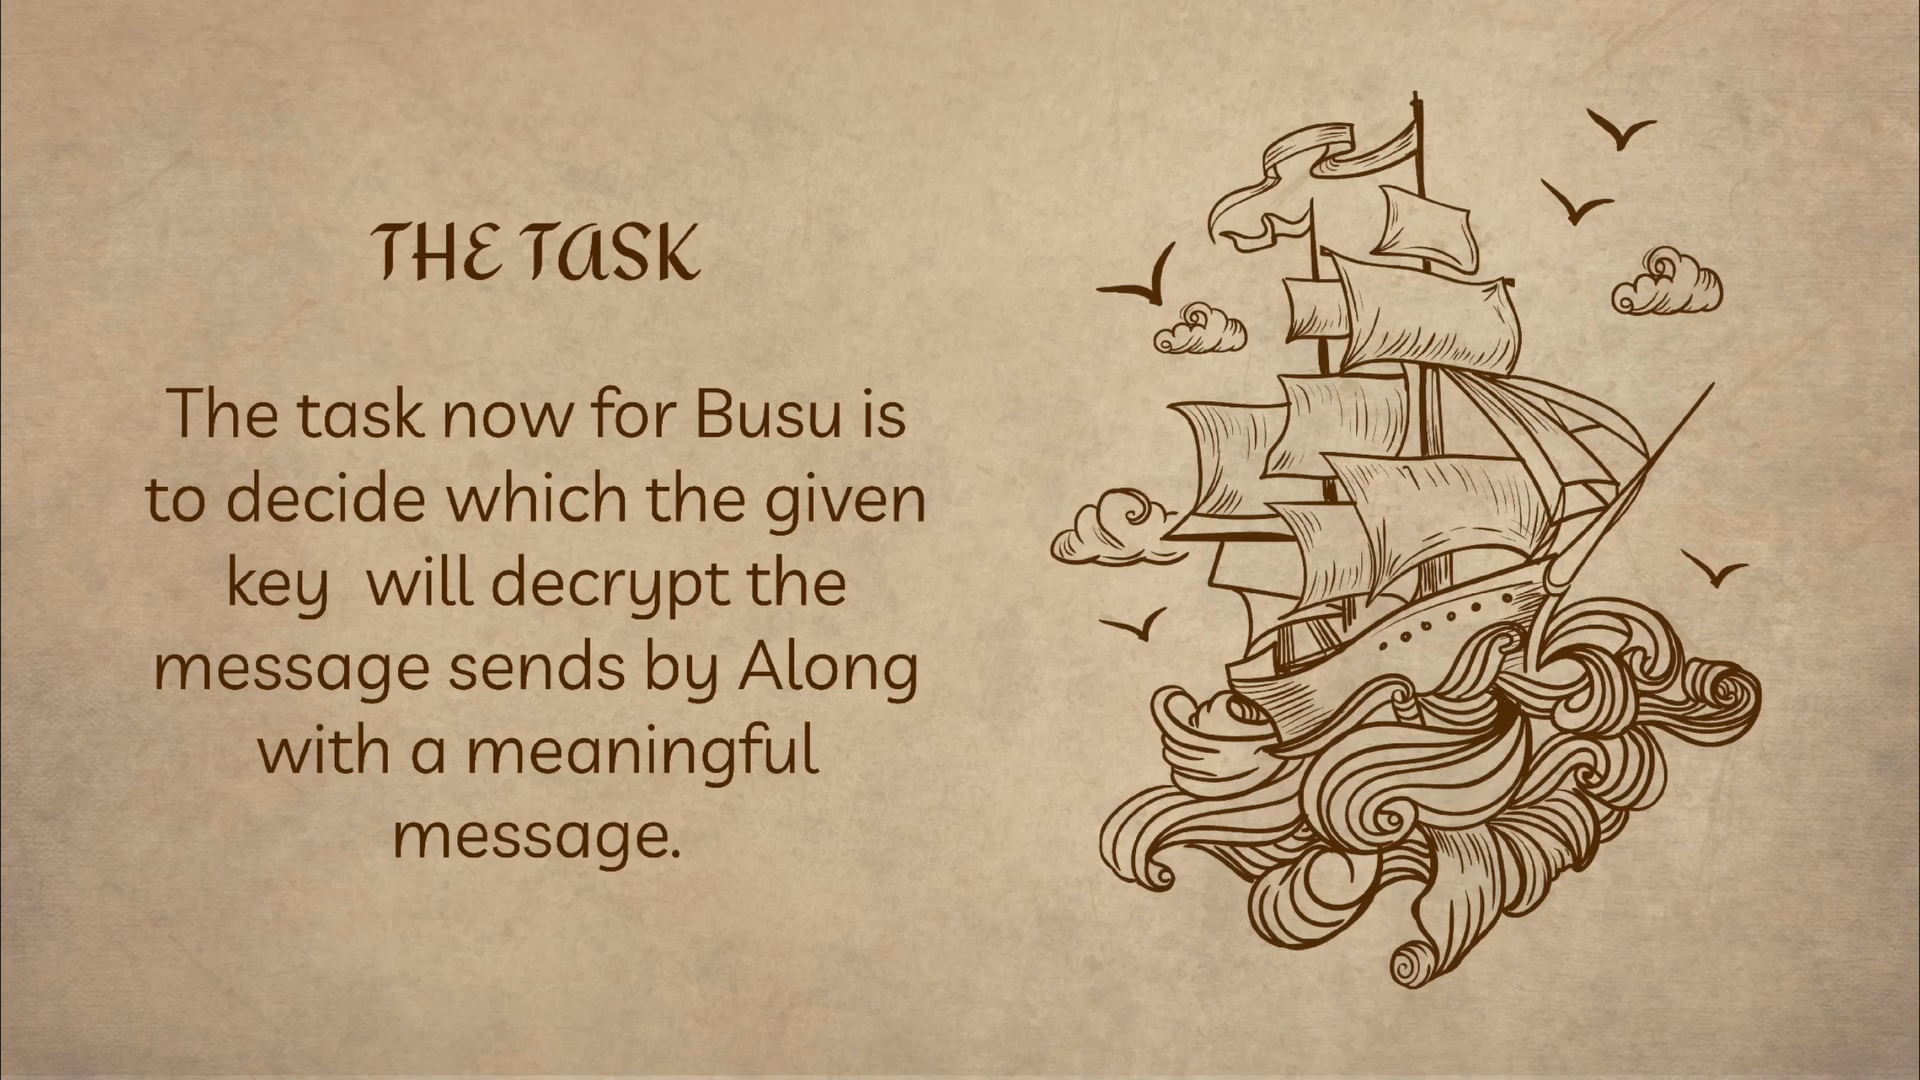 THE TASK
The task now for Busu is
to decide which the given
key  will decrypt the
message sends by Along
with a meaningful
message.